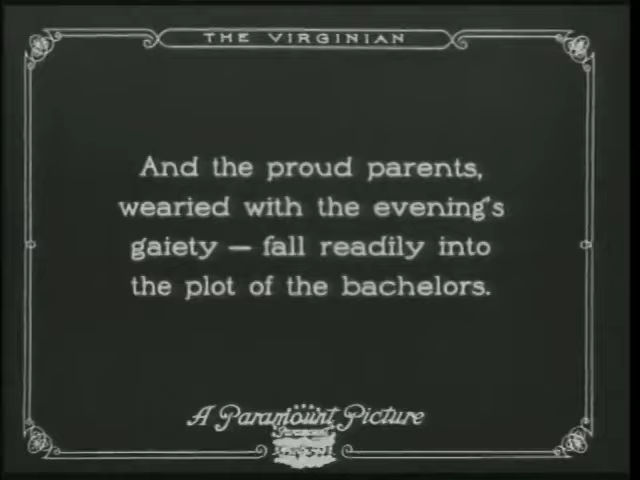 THE VIRGINIAN
And the proud parents,
wearied with the evening's
gaiety — fall readily into
the plot of the bachelors.
A Paramount Picture